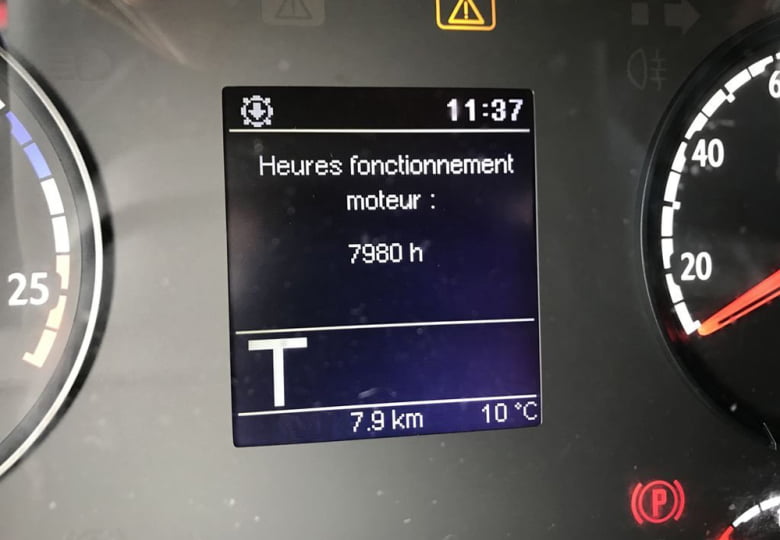 11:37
Heures fonctionnement
moteur :
7980 h
T
7.9 km 10 °C
25
40
20
P